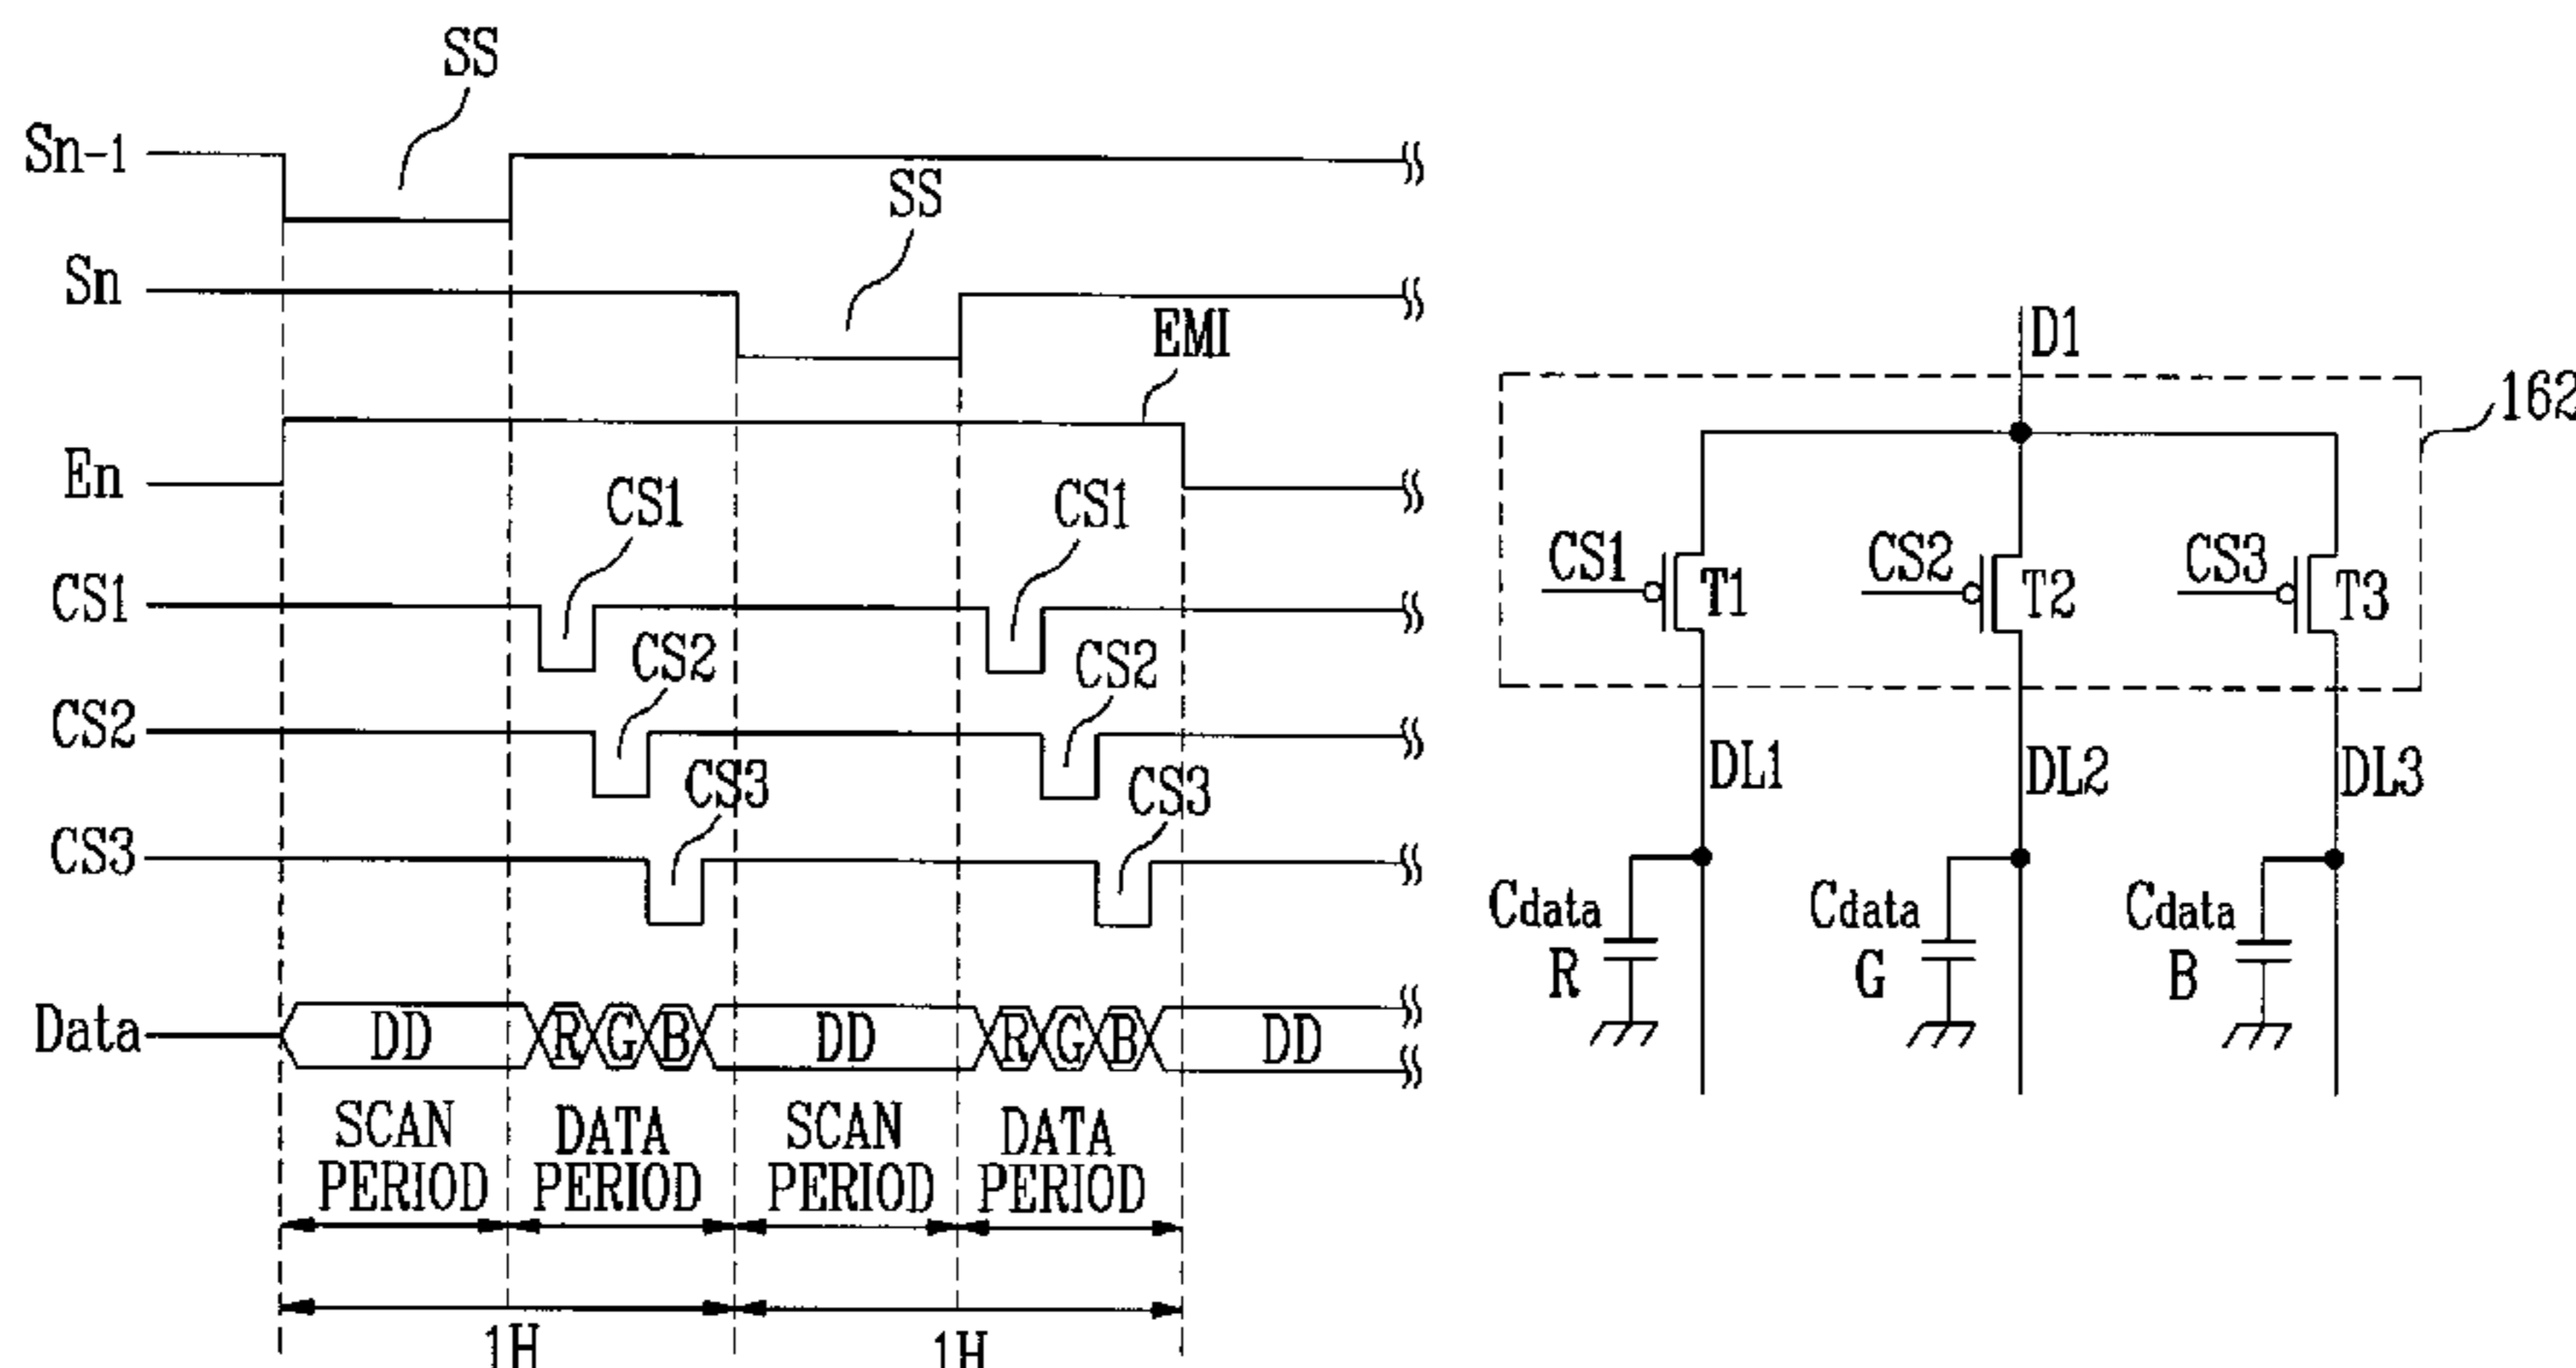 SS
Sn-1
SS
Sn
EMI
En
CS1
CS1
CS1
CS2
CS2
CS2
CS3
CS3
CS3
Data
DD
R
G
B
DD
R
G
B
DD
SCAN PERIOD
DATA PERIOD
SCAN PERIOD
DATA PERIOD
1H
1H
D1
162
CS1
T1
CS2
T2
CS3
T3
DL1
DL2
DL3
Cdata
R
Cdata
G
Cdata
B